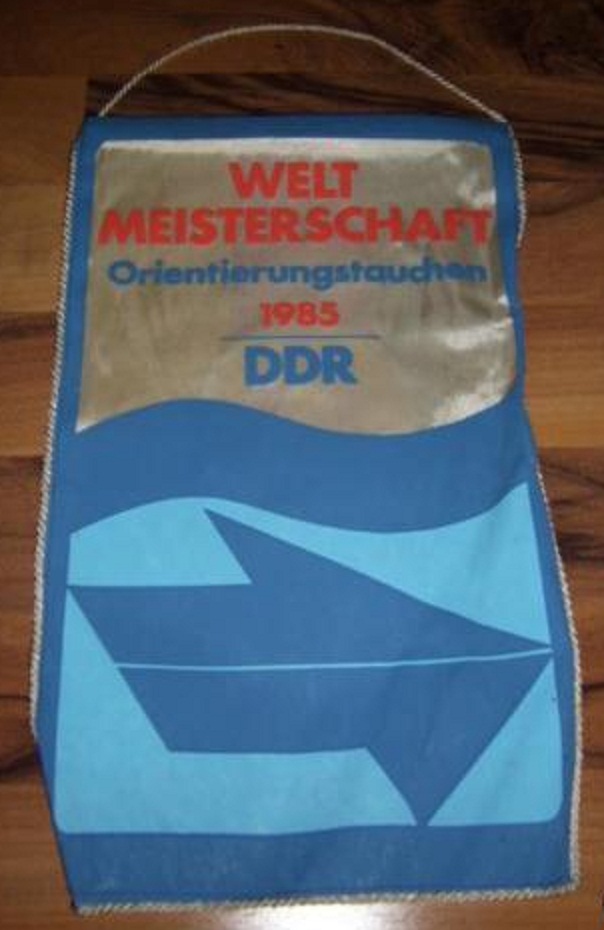 WELT
MEISTERSCHAFT
Orientierungstauchen
1985
DDR